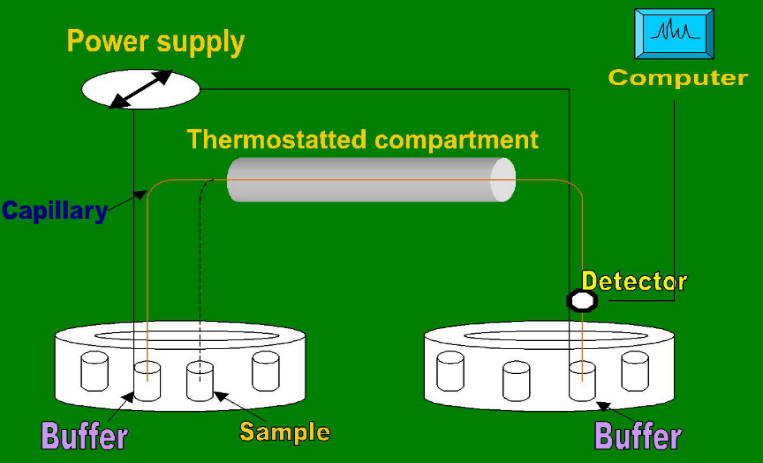 Power supply
Computer
Thermostatted compartment
Capillary
Detector
Buffer
Sample
Buffer